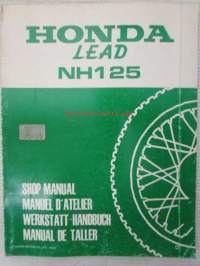 HONDA
LEAD
NH125
SHOP MANUAL
MANUEL D'ATELIER
WERKSTATT-HANDBUCH
MANUAL DE TALLER